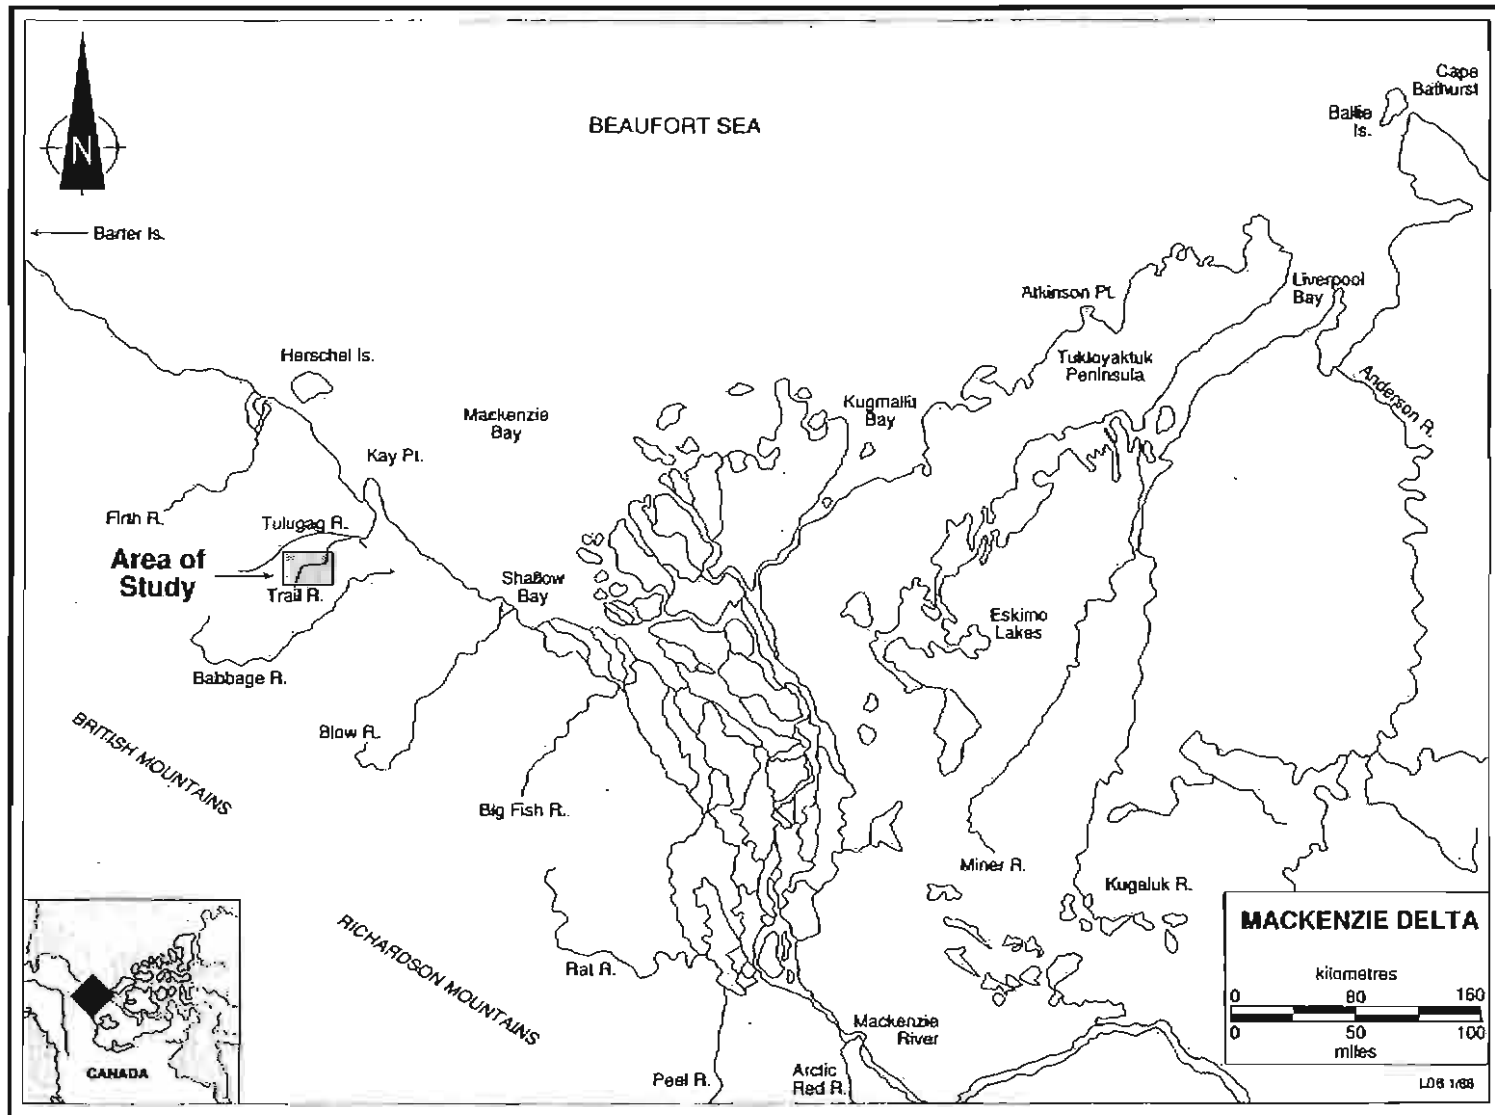 Cape
Bathurst
Baillie
Is.
BEAUFORT SEA
N
Barter Is.
Liverpool
Bay
Atkinson Pt.
Herschel Is.
Tuktoyaktuk
Peninsula
Anderson R.
Mackenzie
Bay
Kugmallit
Bay
Kay Pt.
Firth R.
Tulugaq R.
Area of
Study
Trail R.
Shallow
Bay
Eskimo
Lakes
Babbage R.
BRITISH MOUNTAINS
Blow R.
Big Fish R.
Miner R.
Kugaluk R.
RICHARDSON MOUNTAINS
Rat R.
Mackenzie
River
Peel R.
Arctic
Red R.
CANADA
MACKENZIE DELTA
kilometres
0 80 160
0 50 100
miles